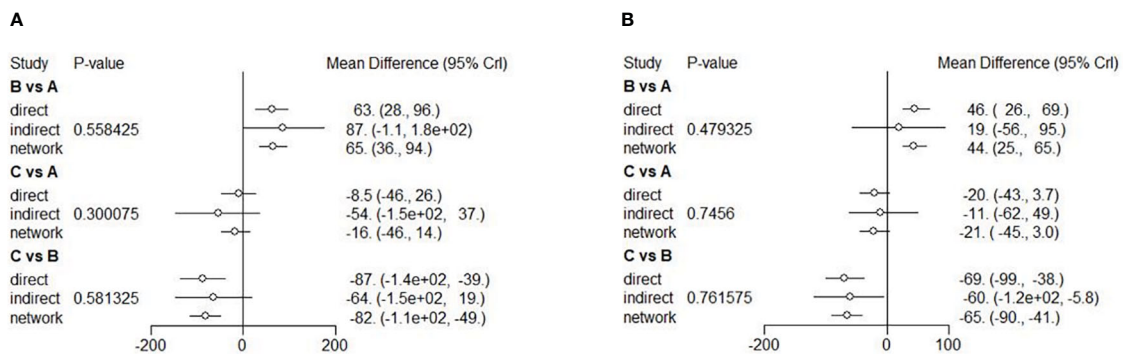 A
Study P-value Mean Difference (95% CrI)
B vs A
direct 63. (28., 96.)
indirect 0.558425 87. (-1.1, 1.8e+02)
network 65. (36., 94.)
C vs A
direct -8.5 (-46., 26.)
indirect 0.300075 -54. (-1.5e+02, 37.)
network -16. (-46., 14.)
C vs B
direct -87. (-1.4e+02, -39.)
indirect 0.581325 -64. (-1.5e+02, 19.)
network -82. (-1.1e+02, -49.)
-200 0 200
B
Study P-value Mean Difference (95% CrI)
B vs A
direct 46. ( 26., 69.)
indirect 0.479325 19. (-56., 95.)
network 44. (25., 65.)
C vs A
direct -20. (-43., 3.7)
indirect 0.7456 -11. (-62., 49.)
network -21. ( -45., 3.0)
C vs B
direct -69. (-99., -38.)
indirect 0.761575 -60. (-1.2e+02, -5.8)
network -65. (-90., -41.)
-200 0 100